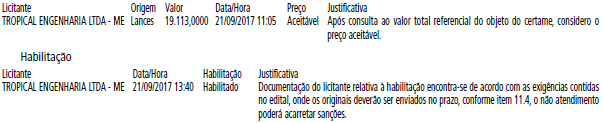 Licitante Origem Valor Data/Hora Preço Justificativa
TROPICAL ENGENHARIA LTDA - ME Lances 19.113,0000 21/09/2017 11:05 Aceitável Após consulta ao valor total referencial do objeto do certame, considero o
preço aceitável.
Habilitação
Licitante Data/Hora Habilitação Justificativa
TROPICAL ENGENHARIA LTDA - ME 21/09/2017 13:40 Habilitado Documentação do licitante relativa à habilitação encontra-se de acordo com as exigências contidas
no edital, onde os originais deverão ser enviados no prazo, conforme item 11.4, o não atendimento
poderá acarretar sanções.